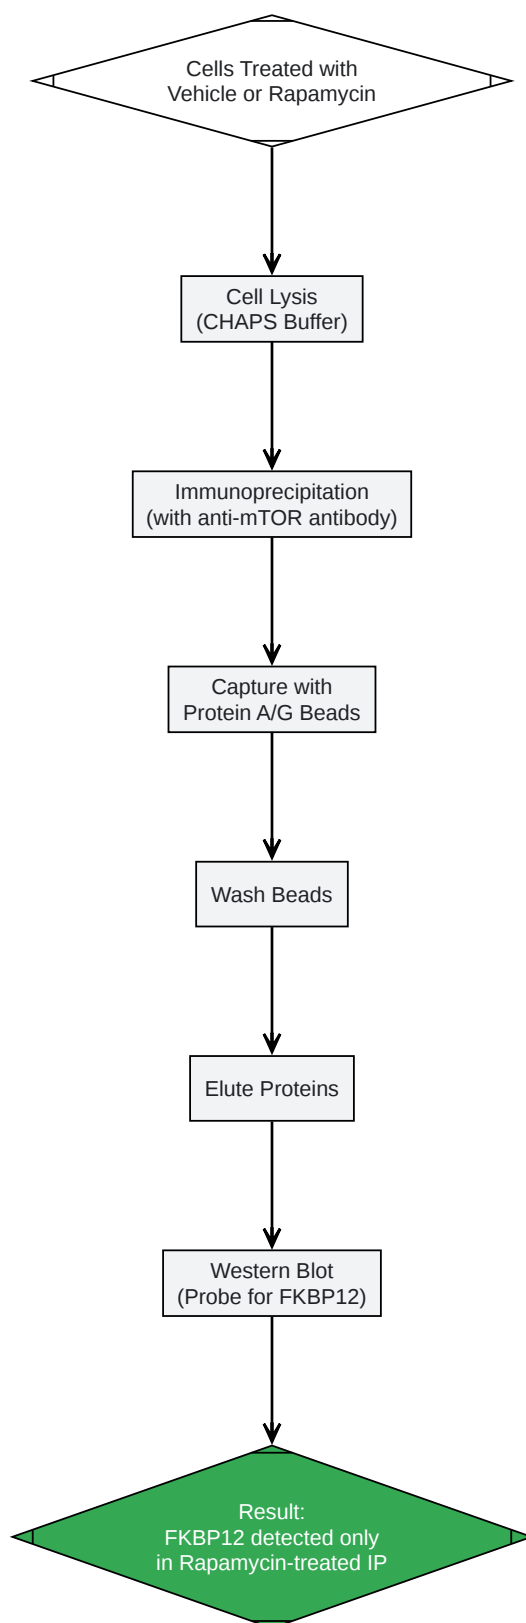 Cells Treated with
Vehicle or Rapamycin
Cell Lysis
(CHAPS Buffer)
Immunoprecipitation
(with anti-mTOR antibody)
Capture with
Protein A/G Beads
Wash Beads
Elute Proteins
Western Blot
(Probe for FKBP12)
Result:
FKBP12 detected only
in Rapamycin-treated IP